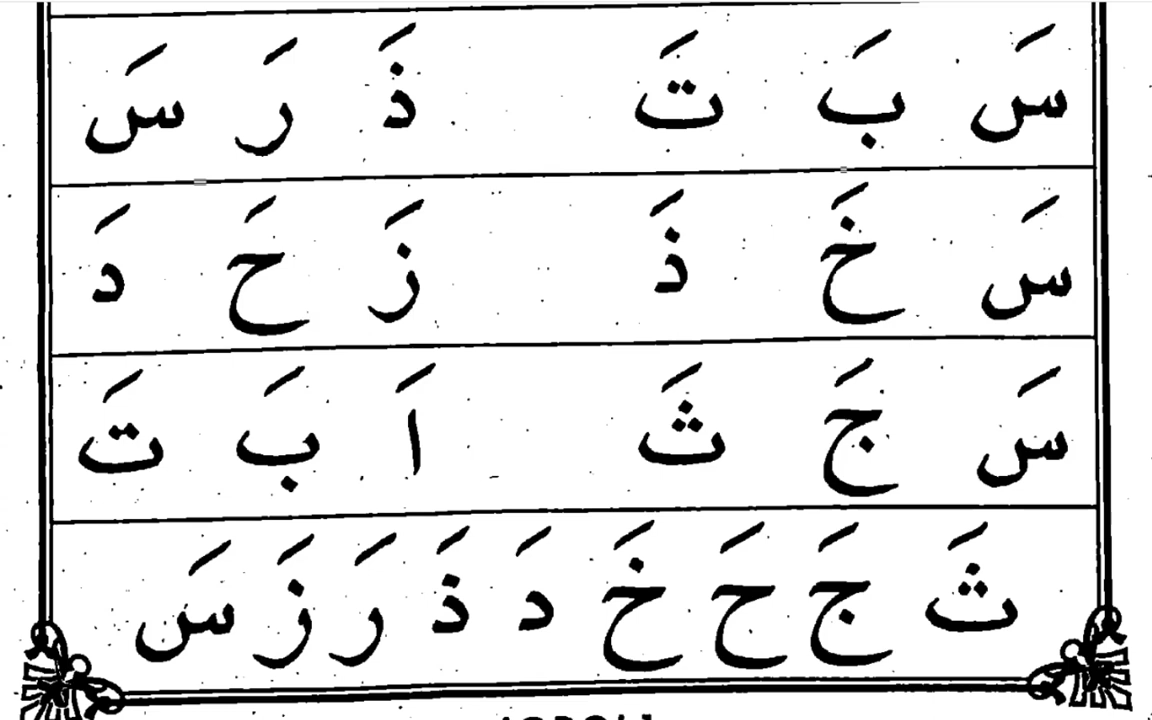 سَ بَ تَ ذَ رَ سَ
سَ خَ ذَ زَ حَ دَ
سَ جَ ثَ اَ بَ تَ
ثَ جَ حَ خَ دَ ذَ رَ زَ سَ